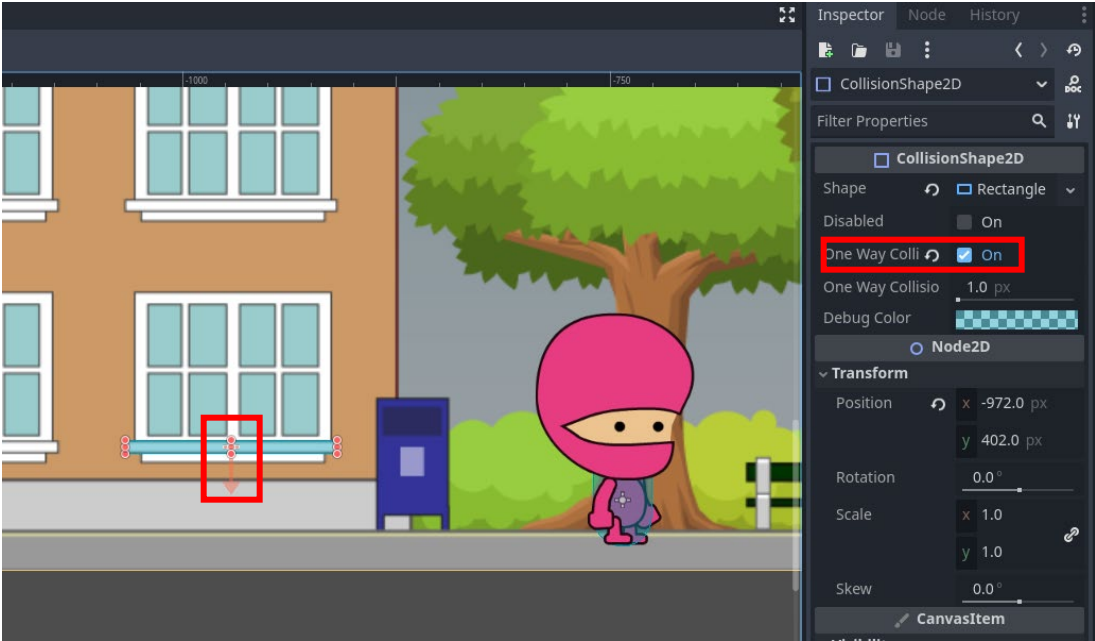 Inspector Node History
-1000
-750
CollisionShape2D
DOC
Filter Properties
CollisionShape2D
Shape Rectangle
Disabled On
One Way Colli On
One Way Collisio 1.0 px
Debug Color
Node2D
Transform
Position x -972.0 px
y 402.0 px
Rotation 0.0 °
Scale x 1.0
y 1.0
Skew 0.0 °
CanvasItem